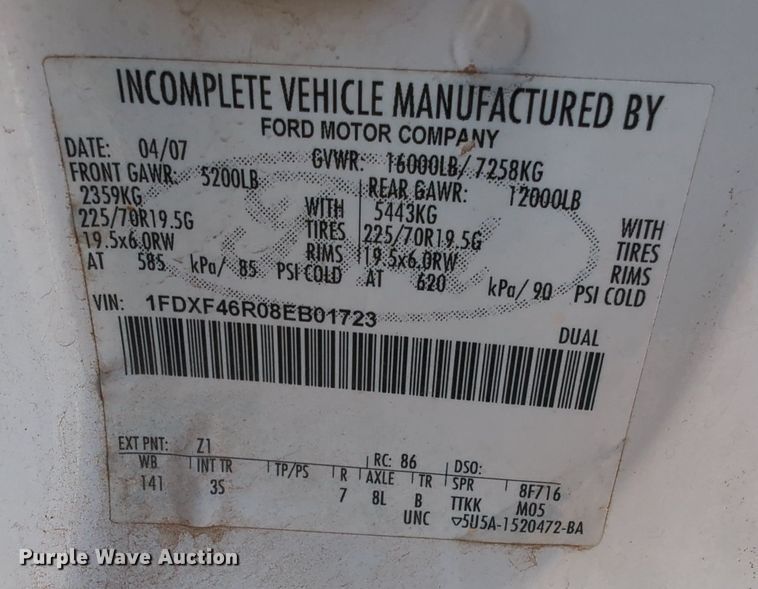 INCOMPLETE VEHICLE MANUFACTURED BY
FORD MOTOR COMPANY
DATE: 04/07 GVWR: 16000LB/ 7258KG
FRONT GAWR: 5200LB REAR GAWR: 12000LB
2359KG WITH 5443KG WITH
225/70R19.5G TIRES 225/70R19.5G TIRES
19.5x6.0RW RIMS 19.5x6.0RW RIMS
AT 585 kPa/ 85 PSI COLD AT 620 kPa/ 90 PSI COLD
VIN: 1FDXF46R08EB01723
DUAL
EXT PNT: Z1 RC: 86 DSO:
WB INT TR TP/PS R AXLE TR SPR 8F716
141 3S 7 8L B TTKK M05
UNC 5U5A-1520472-BA
Purple Wave Auction